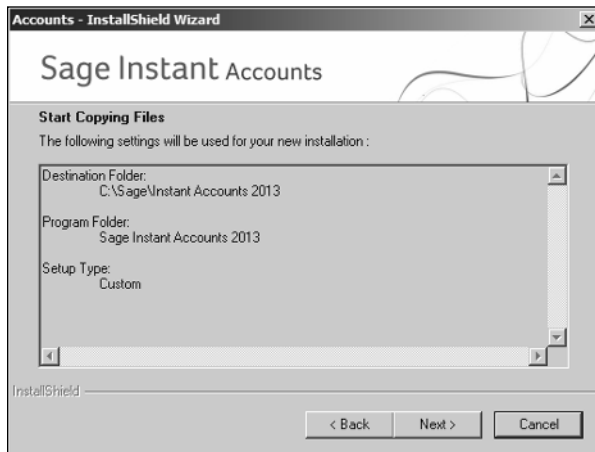 Accounts - InstallShield Wizard
Sage Instant Accounts
Start Copying Files
The following settings will be used for your new installation :
Destination Folder:
C:\Sage\Instant Accounts 2013
Program Folder:
Sage Instant Accounts 2013
Setup Type:
Custom
InstallShield
< Back
Next >
Cancel